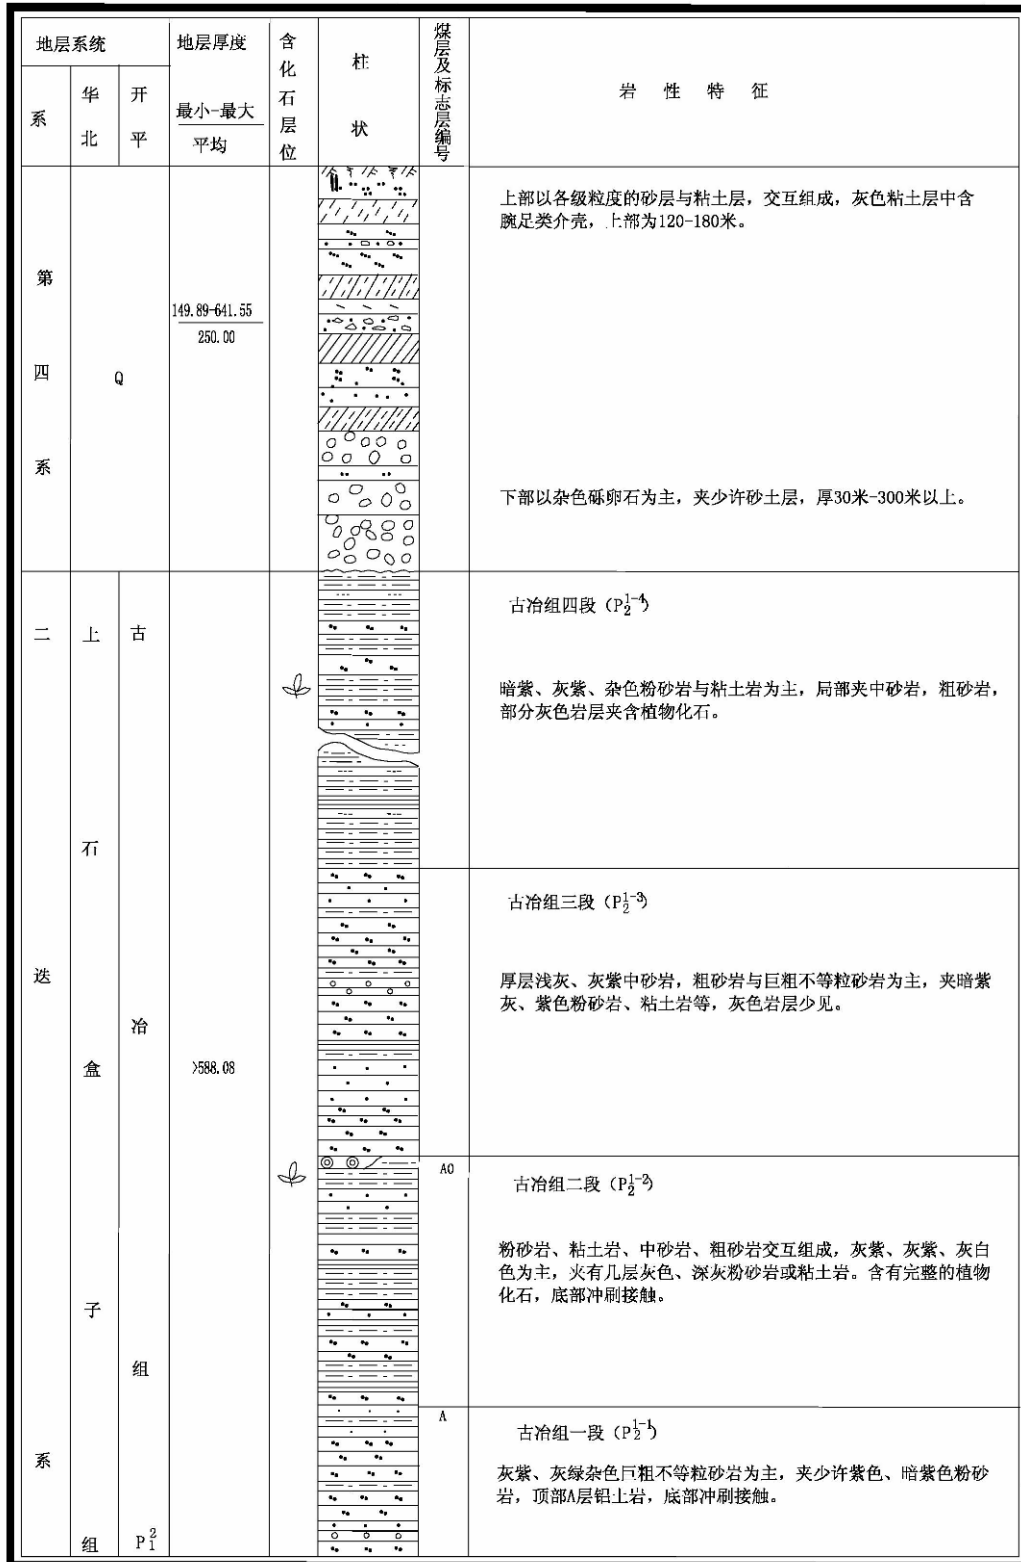 地层系统
系
华北
开平
地层厚度
最小-最大
平均
含化石层位
柱状
煤层及标志层编号
岩 性 特 征
第四系
Q
149.89-641.55
250.00
上部以各级粒度的砂层与粘土层，交互组成，灰色粘土层中含
腕足类介壳，上部为120-180米。
下部以杂色砾卵石为主，夹少许砂土层，厚30米-300米以上。
二迭系
上石盒子组
古冶组
P₁²
>588.08
古冶组四段（P₂¹⁻⁴）
暗紫、灰紫、杂色粉砂岩与粘土岩为主，局部夹中砂岩，粗砂岩，
部分灰色岩层夹含植物化石。
古冶组三段（P₂¹⁻³）
厚层浅灰、灰紫中砂岩，粗砂岩与巨粗不等粒砂岩为主，夹暗紫
灰、紫色粉砂岩、粘土岩等，灰色岩层少见。
A0
古冶组二段（P₂¹⁻²）
粉砂岩、粘土岩、中砂岩、粗砂岩交互组成，灰紫、灰紫、灰白
色为主，夹有几层灰色、深灰粉砂岩或粘土岩。含有完整的植物
化石，底部冲刷接触。
A
古冶组一段（P₂¹⁻¹）
灰紫、灰绿杂色巨粗不等粒砂岩为主，夹少许紫色、暗紫色粉砂
岩，顶部A层铝土岩，底部冲刷接触。